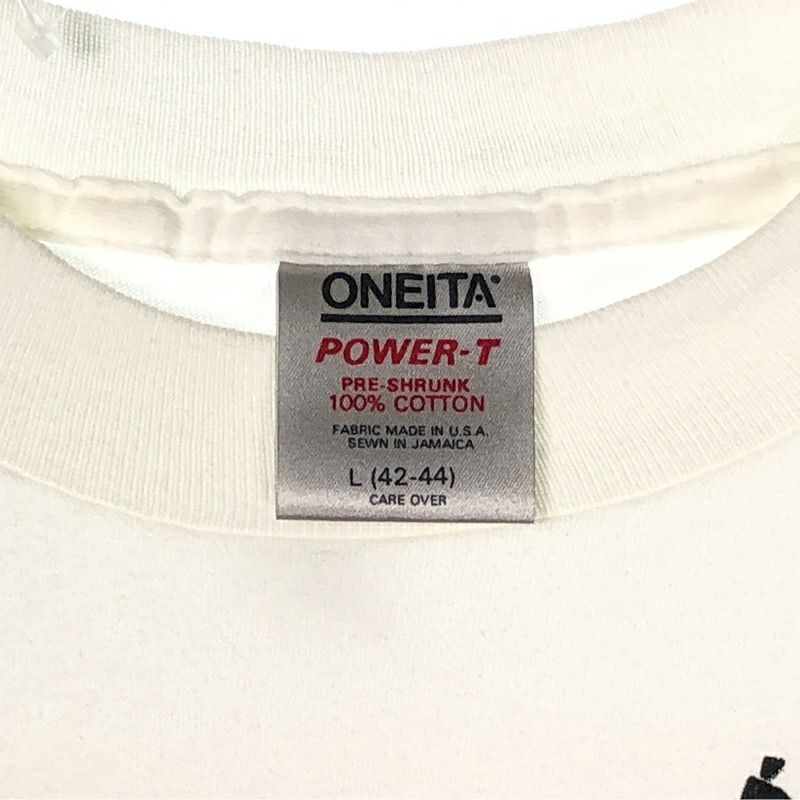 ONEITA
POWER-T
PRE-SHRUNK
100% COTTON
FABRIC MADE IN U.S.A.
SEWN IN JAMAICA
L (42-44)
CARE OVER